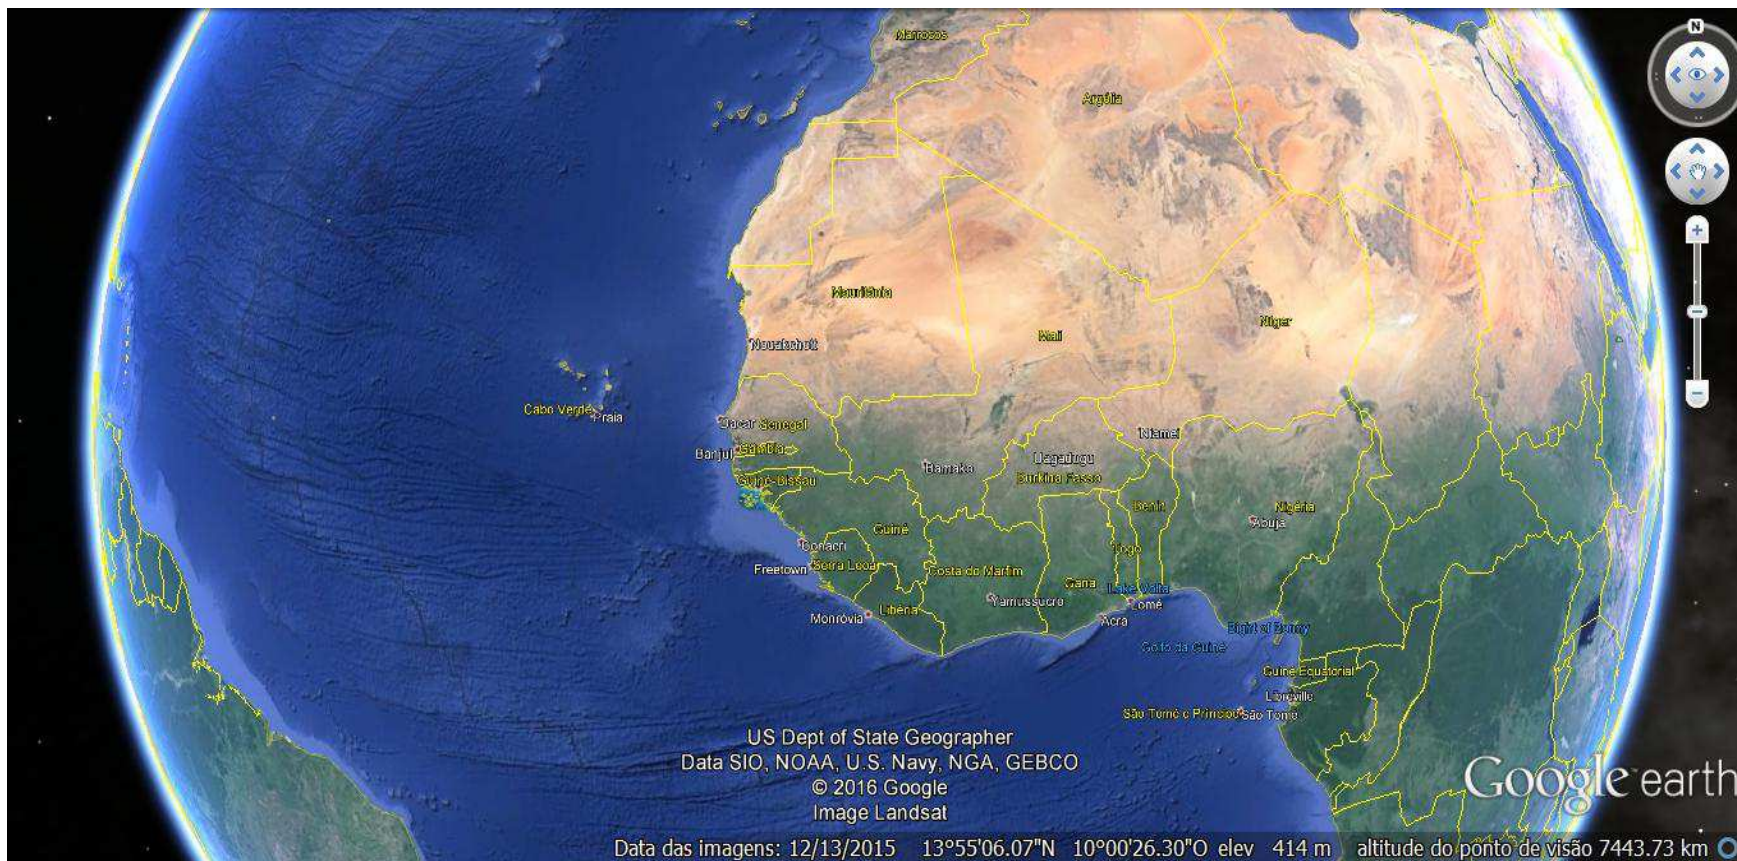 N
Marrocos
Argélia
Mauritânia
Mali
Niger
Nouakchott
Cabo Verde
Praia
Dacar Senegal
Banjul Gâmbia
Guiné-Bissau
Bamako
Niamei
Uagadugu
Burkina Fasso
Benin
Nigéria
Abuja
Guiné
Conacri
Freetown Serra Leoa
Costa do Marfim
Togo
Gana
Lake Volta
Yamussucro
Lomé
Acra
Monróvia
Libéria
Bight of Bonny
Golfo da Guiné
Guiné Equatorial
Libreville
São Tomé e Príncipe São Tomé
US Dept of State Geographer
Data SIO, NOAA, U.S. Navy, NGA, GEBCO
© 2016 Google
Image Landsat
Google earth
Data das imagens: 12/13/2015 13°55'06.07"N 10°00'26.30"O elev 414 m altitude do ponto de visão 7443.73 km